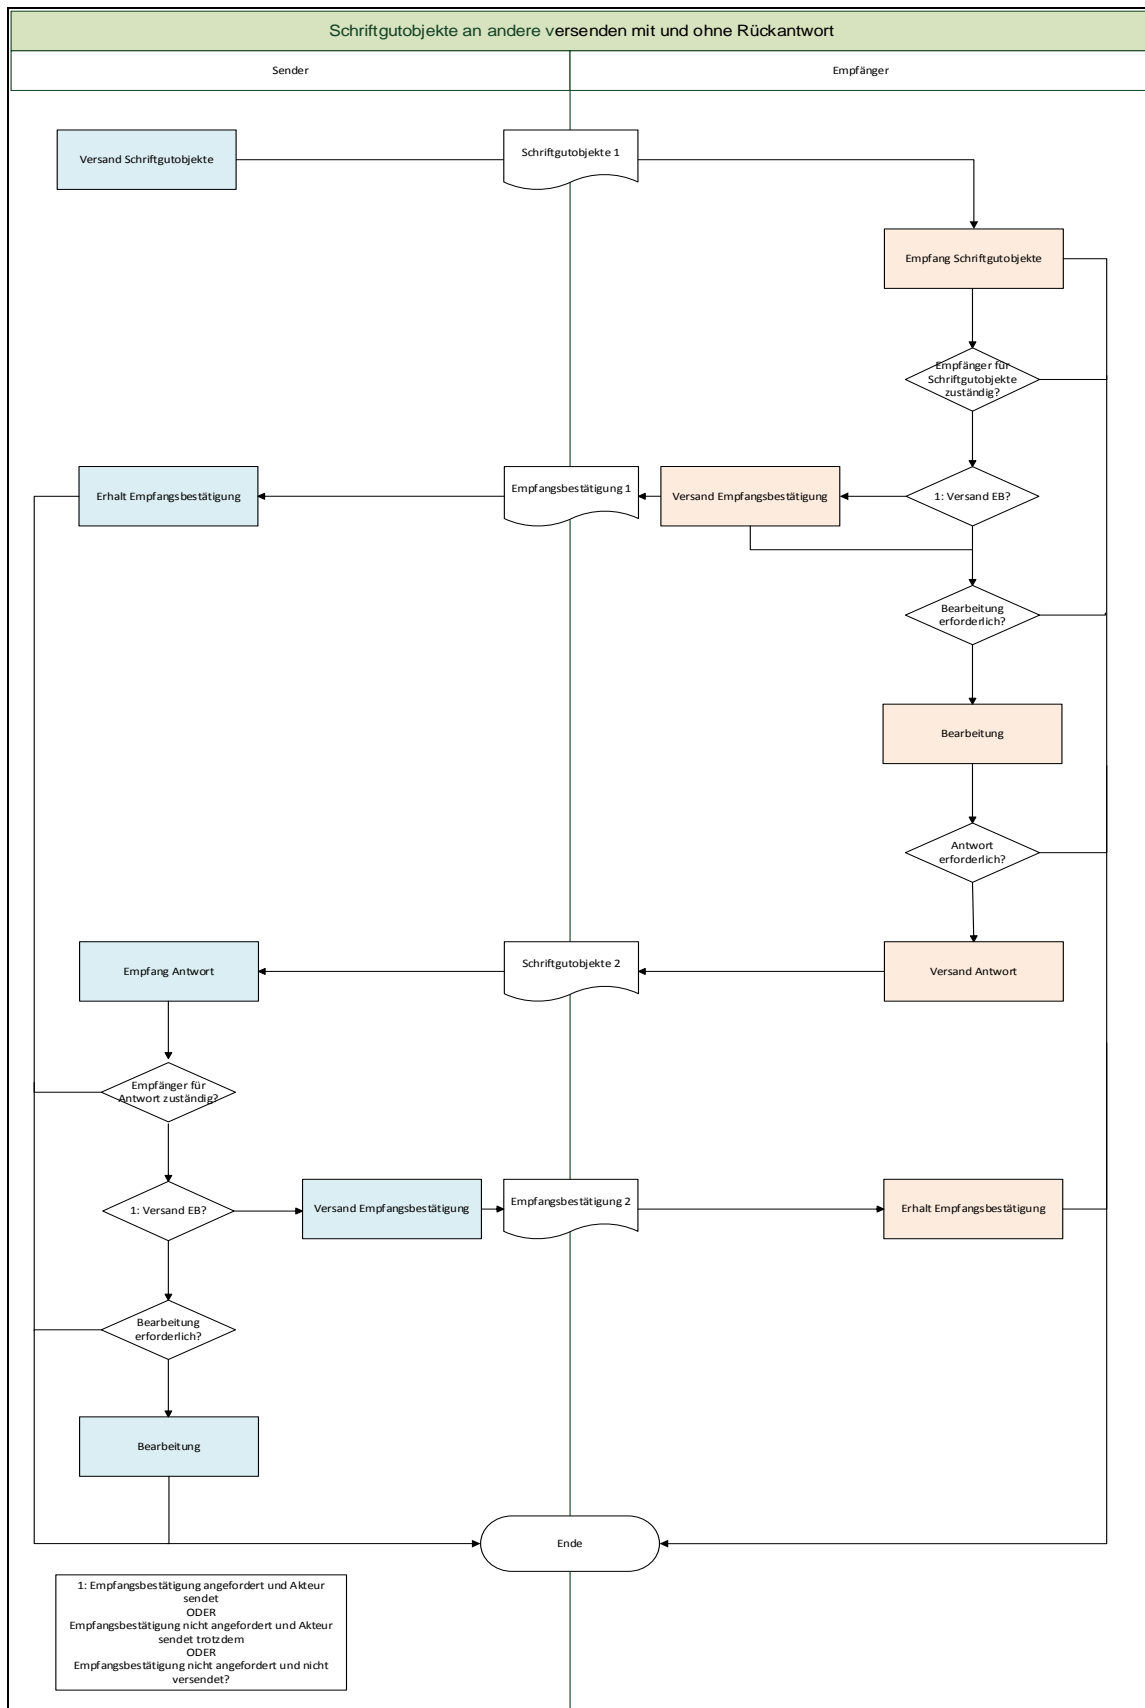 Schriftgutobjekte an andere versenden mit und ohne Rückantwort
Sender
Empfänger
Versand Schriftgutobjekte
Schriftgutobjekte 1
Empfang Schriftgutobjekte
Empfänger für
Schriftgutobjekte
zuständig?
Erhalt Empfangsbestätigung
Empfangsbestätigung 1
Versand Empfangsbestätigung
1: Versand EB?
Bearbeitung
erforderlich?
Bearbeitung
Antwort
erforderlich?
Empfang Antwort
Schriftgutobjekte 2
Versand Antwort
Empfänger für
Antwort zuständig?
1: Versand EB?
Versand Empfangsbestätigung
Empfangsbestätigung 2
Erhalt Empfangsbestätigung
Bearbeitung
erforderlich?
Bearbeitung
Ende
1: Empfangsbestätigung angefordert und Akteur
sendet
ODER
Empfangsbestätigung nicht angefordert und Akteur
sendet trotzdem
ODER
Empfangsbestätigung nicht angefordert und nicht
versendet?